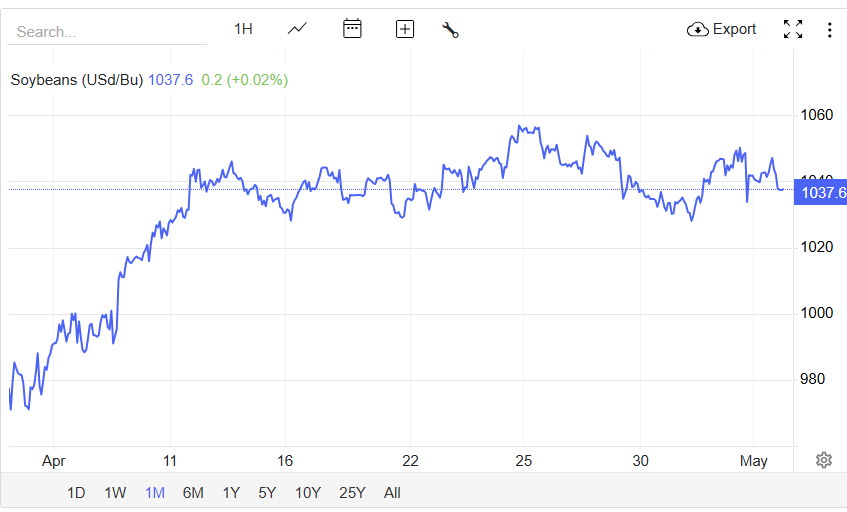 Search... 1H Export
Soybeans (USd/Bu) 1037.6 0.2 (+0.02%)
1060
1040
1037.6
1020
1000
980
Apr 11 16 22 25 30 May
1D 1W 1M 6M 1Y 5Y 10Y 25Y All